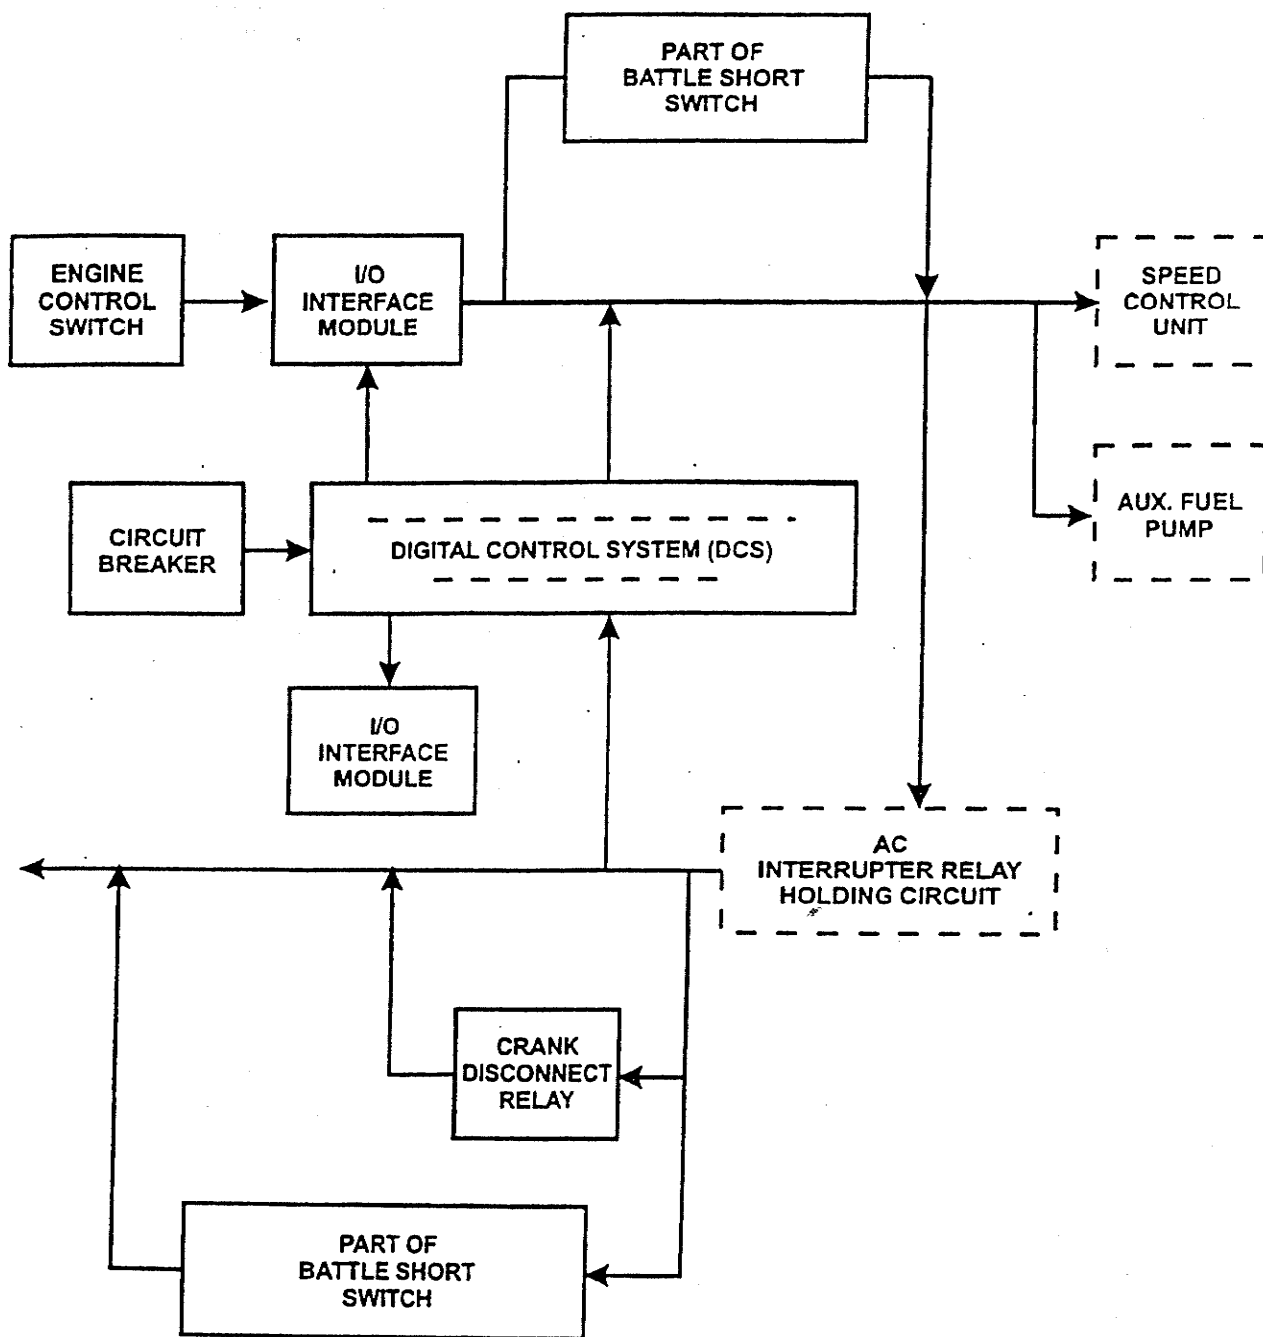 PART OF
BATTLE SHORT
SWITCH
ENGINE
CONTROL
SWITCH
I/O
INTERFACE
MODULE
SPEED
CONTROL
UNIT
AUX. FUEL
PUMP
CIRCUIT
BREAKER
DIGITAL CONTROL SYSTEM (DCS)
I/O
INTERFACE
MODULE
AC
INTERRUPTER RELAY
HOLDING CIRCUIT
CRANK
DISCONNECT
RELAY
PART OF
BATTLE SHORT
SWITCH